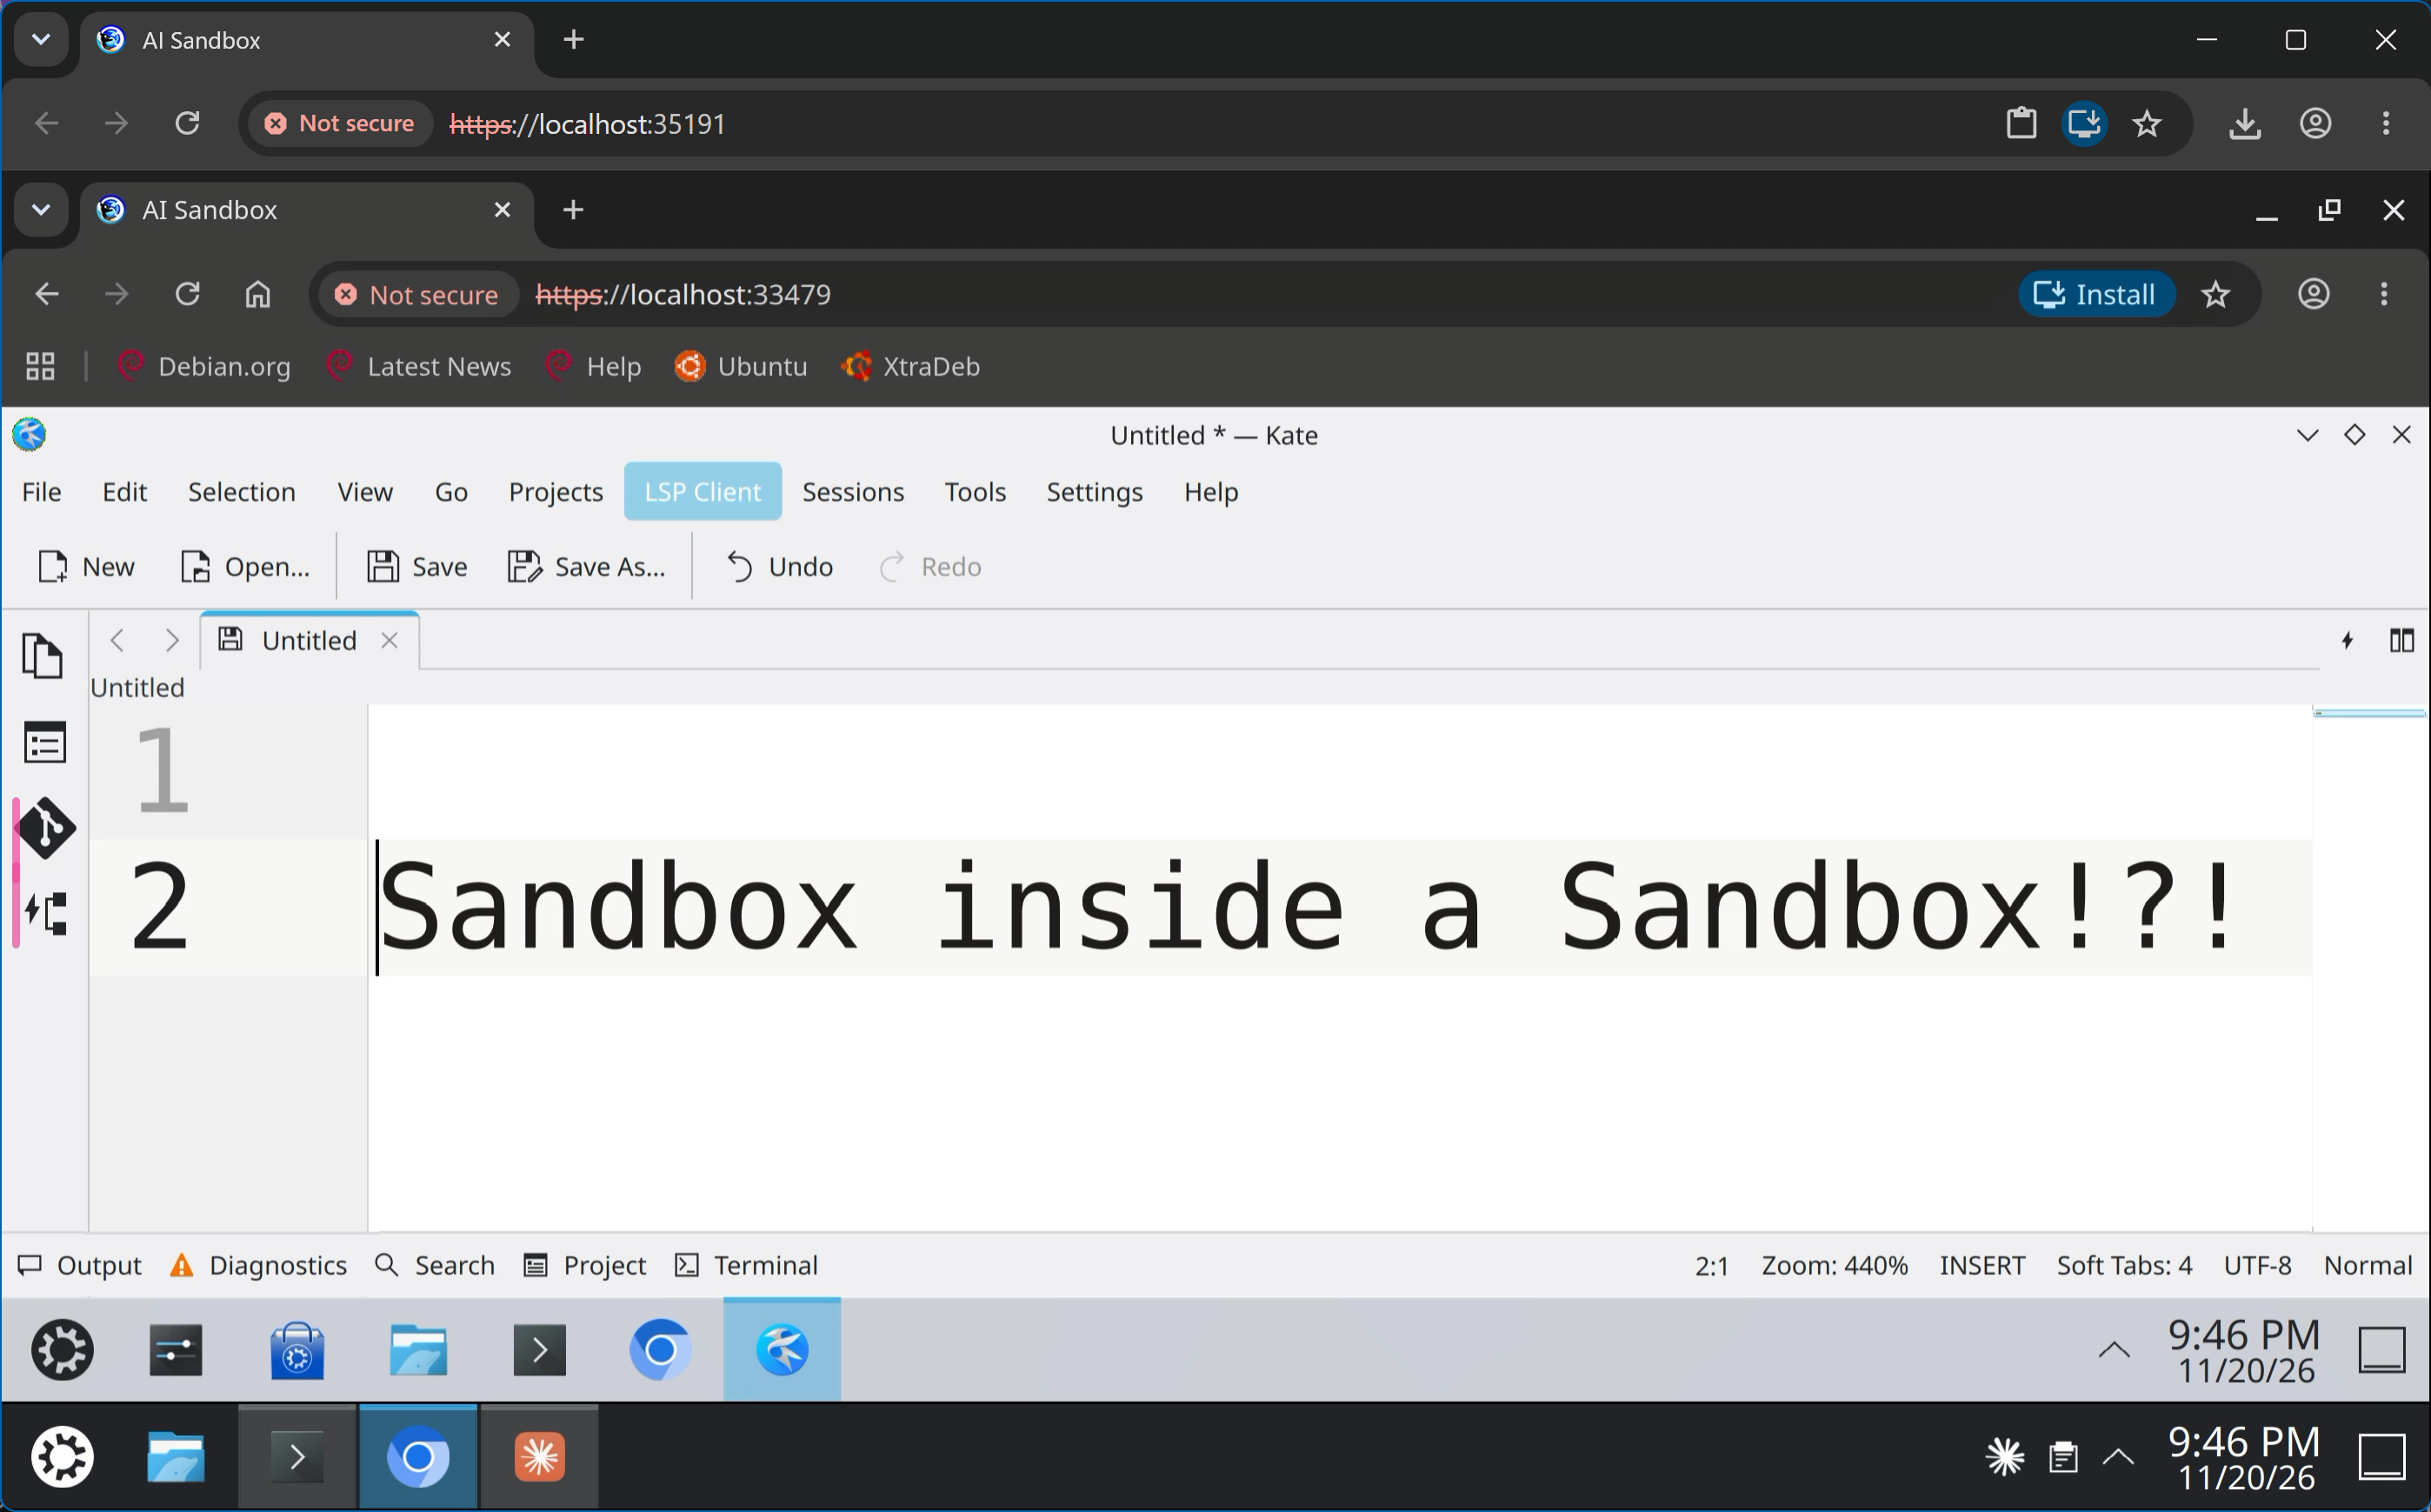 AI Sandbox
Not secure https://localhost:35191
AI Sandbox
Not secure https://localhost:33479 Install
Debian.org Latest News Help Ubuntu XtraDeb
Untitled * — Kate
File Edit Selection View Go Projects LSP Client Sessions Tools Settings Help
New Open... Save Save As... Undo Redo
Untitled
Untitled
1
2 Sandbox inside a Sandbox!?!
Output Diagnostics Search Project Terminal 2:1 Zoom: 440% INSERT Soft Tabs: 4 UTF-8 Normal
9:46 PM
11/20/26
9:46 PM
11/20/26